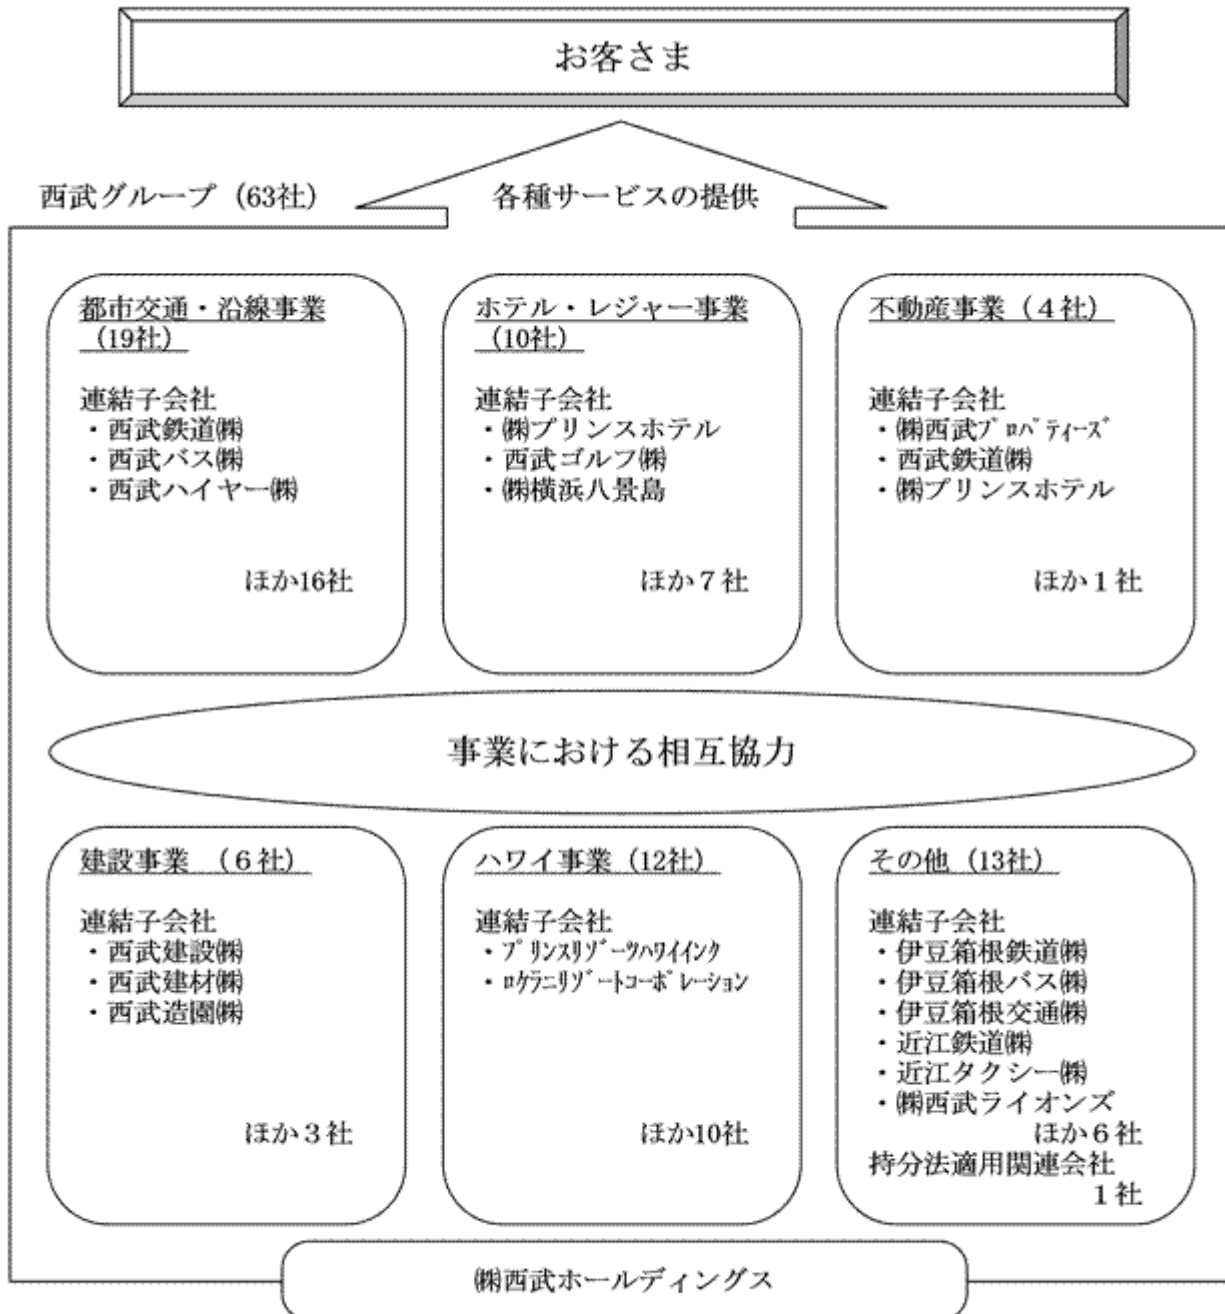 お客さま
西武グループ（63社）
各種サービスの提供
都市交通・沿線事業
（19社）
連結子会社
・西武鉄道㈱
・西武バス㈱
・西武ハイヤー㈱
ほか16社
ホテル・レジャー事業
（10社）
連結子会社
・㈱プリンスホテル
・西武ゴルフ㈱
・㈱横浜八景島
ほか７社
不動産事業（４社）
連結子会社
・㈱西武ﾌﾟﾛﾊﾟﾃｨｰｽﾞ
・西武鉄道㈱
・㈱プリンスホテル
ほか１社
事業における相互協力
建設事業　（６社）
連結子会社
・西武建設㈱
・西武建材㈱
・西武造園㈱
ほか３社
ハワイ事業（12社）
連結子会社
・ﾌﾟﾘﾝｽﾘｿﾞｰﾂﾊﾜｲｲﾝｸ
・ﾛｹﾗﾆﾘｿﾞｰﾄｺｰﾎﾟﾚｰｼｮﾝ
ほか10社
その他（13社）
連結子会社
・伊豆箱根鉄道㈱
・伊豆箱根バス㈱
・伊豆箱根交通㈱
・近江鉄道㈱
・近江タクシー㈱
・㈱西武ライオンズ
ほか６社
持分法適用関連会社
１社
㈱西武ホールディングス